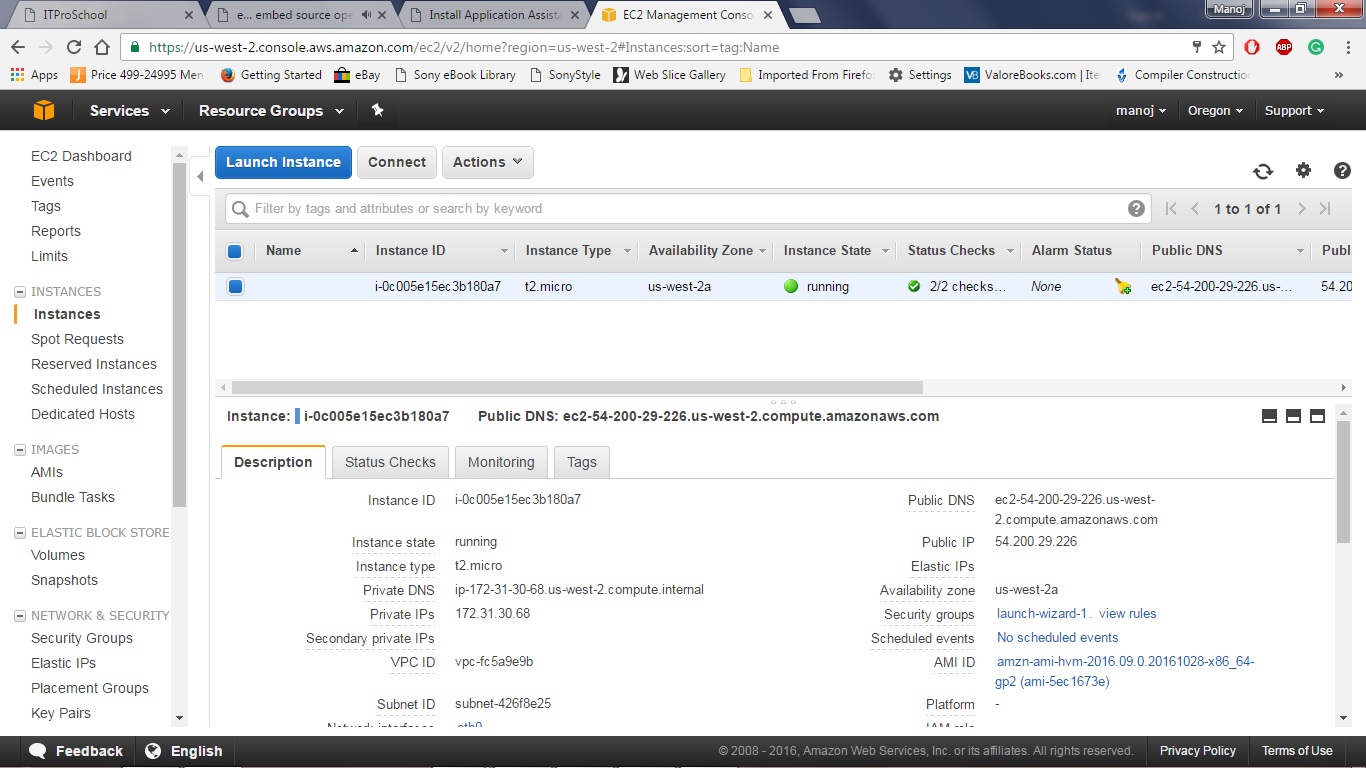 Manoj
ITProSchool
e... embed source ope
Install Application Assista
EC2 Management Conso
https://us-west-2.console.aws.amazon.com/ec2/v2/home?region=us-west-2#Instances:sort=tag:Name
Apps
Price 499-24995 Men
Getting Started
eBay
Sony eBook Library
SonyStyle
Web Slice Gallery
Imported From Firefo
Settings
ValoreBooks.com | Ite
Compiler Constructio
Services
Resource Groups
manoj
Oregon
Support
EC2 Dashboard
Events
Tags
Reports
Limits
INSTANCES
Instances
Spot Requests
Reserved Instances
Scheduled Instances
Dedicated Hosts
IMAGES
AMIs
Bundle Tasks
ELASTIC BLOCK STORE
Volumes
Snapshots
NETWORK & SECURITY
Security Groups
Elastic IPs
Placement Groups
Key Pairs
Launch Instance
Connect
Actions
Filter by tags and attributes or search by keyword
1 to 1 of 1
Name Instance ID Instance Type Availability Zone Instance State Status Checks Alarm Status Public DNS Publ
i-0c005e15ec3b180a7 t2.micro us-west-2a running 2/2 checks... None ec2-54-200-29-226.us-... 54.20
Instance: i-0c005e15ec3b180a7 Public DNS: ec2-54-200-29-226.us-west-2.compute.amazonaws.com
Description
Status Checks
Monitoring
Tags
Instance ID i-0c005e15ec3b180a7
Instance state running
Instance type t2.micro
Private DNS ip-172-31-30-68.us-west-2.compute.internal
Private IPs 172.31.30.68
Secondary private IPs
VPC ID vpc-fc5a9e9b
Subnet ID subnet-426f8e25
Network interfaces eth0
Public DNS ec2-54-200-29-226.us-west-
2.compute.amazonaws.com
Public IP 54.200.29.226
Elastic IPs
Availability zone us-west-2a
Security groups launch-wizard-1. view rules
Scheduled events No scheduled events
AMI ID amzn-ami-hvm-2016.09.0.20161028-x86_64-
gp2 (ami-5ec1673e)
Platform -
IAM role
Feedback
English
© 2008 - 2016, Amazon Web Services, Inc. or its affiliates. All rights reserved.
Privacy Policy
Terms of Use